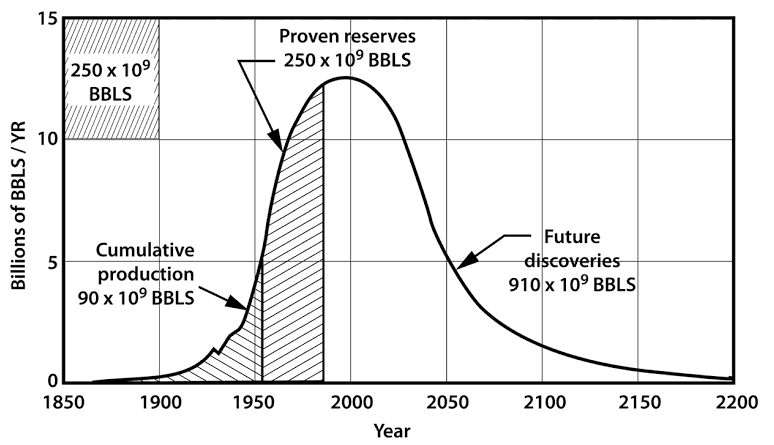 15
Proven reserves
250 x 10⁹ BBLS
250 x 10⁹
BBLS
10
Billions of BBLS / YR
Cumulative
production
90 x 10⁹ BBLS
Future
discoveries
910 x 10⁹ BBLS
5
0
1850 1900 1950 2000 2050 2100 2150 2200
Year